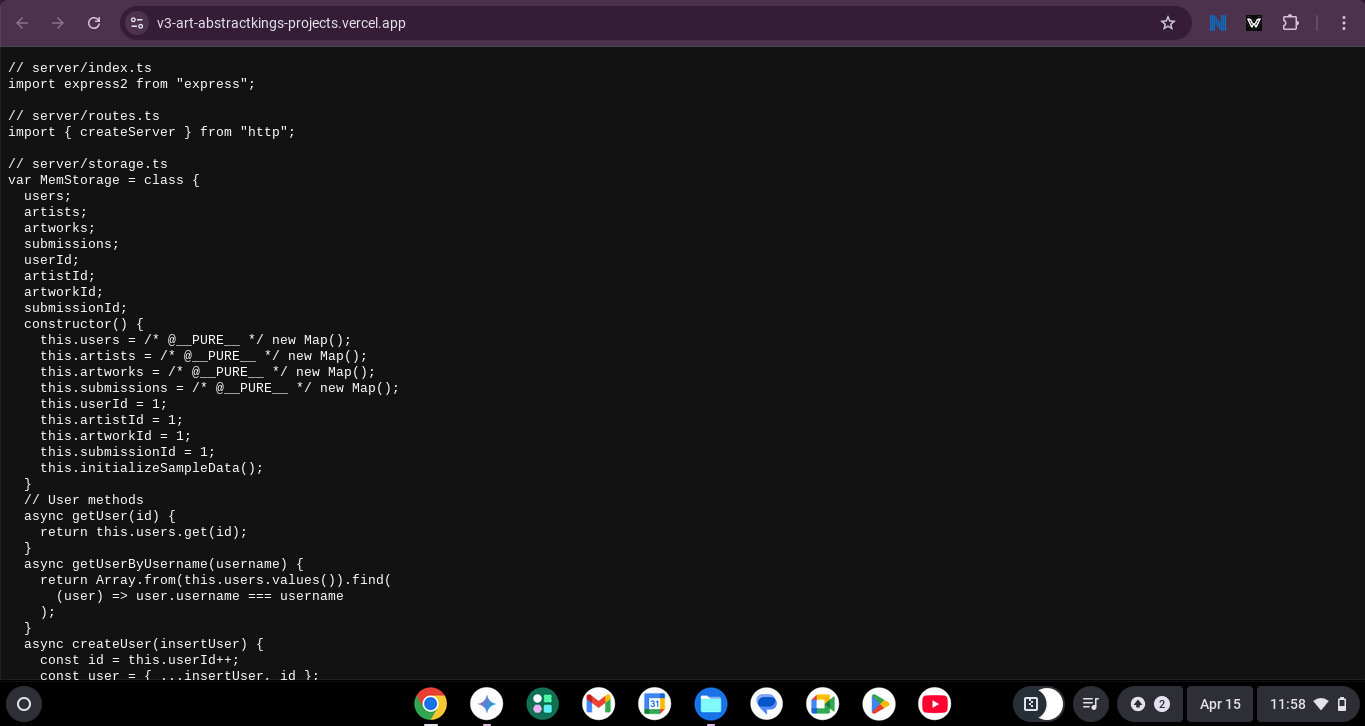 v3-art-abstractkings-projects.vercel.app
// server/index.ts
import express2 from "express";
// server/routes.ts
import { createServer } from "http";
// server/storage.ts
var MemStorage = class {
  users;
  artists;
  artworks;
  submissions;
  userId;
  artistId;
  artworkId;
  submissionId;
  constructor() {
    this.users = /* @__PURE__ */ new Map();
    this.artists = /* @__PURE__ */ new Map();
    this.artworks = /* @__PURE__ */ new Map();
    this.submissions = /* @__PURE__ */ new Map();
    this.userId = 1;
    this.artistId = 1;
    this.artworkId = 1;
    this.submissionId = 1;
    this.initializeSampleData();
  }
  // User methods
  async getUser(id) {
    return this.users.get(id);
  }
  async getUserByUsername(username) {
    return Array.from(this.users.values()).find(
      (user) => user.username === username
    );
  }
  async createUser(insertUser) {
    const id = this.userId++;
    const user = { ...insertUser, id };
31
2
Apr 15
11:58